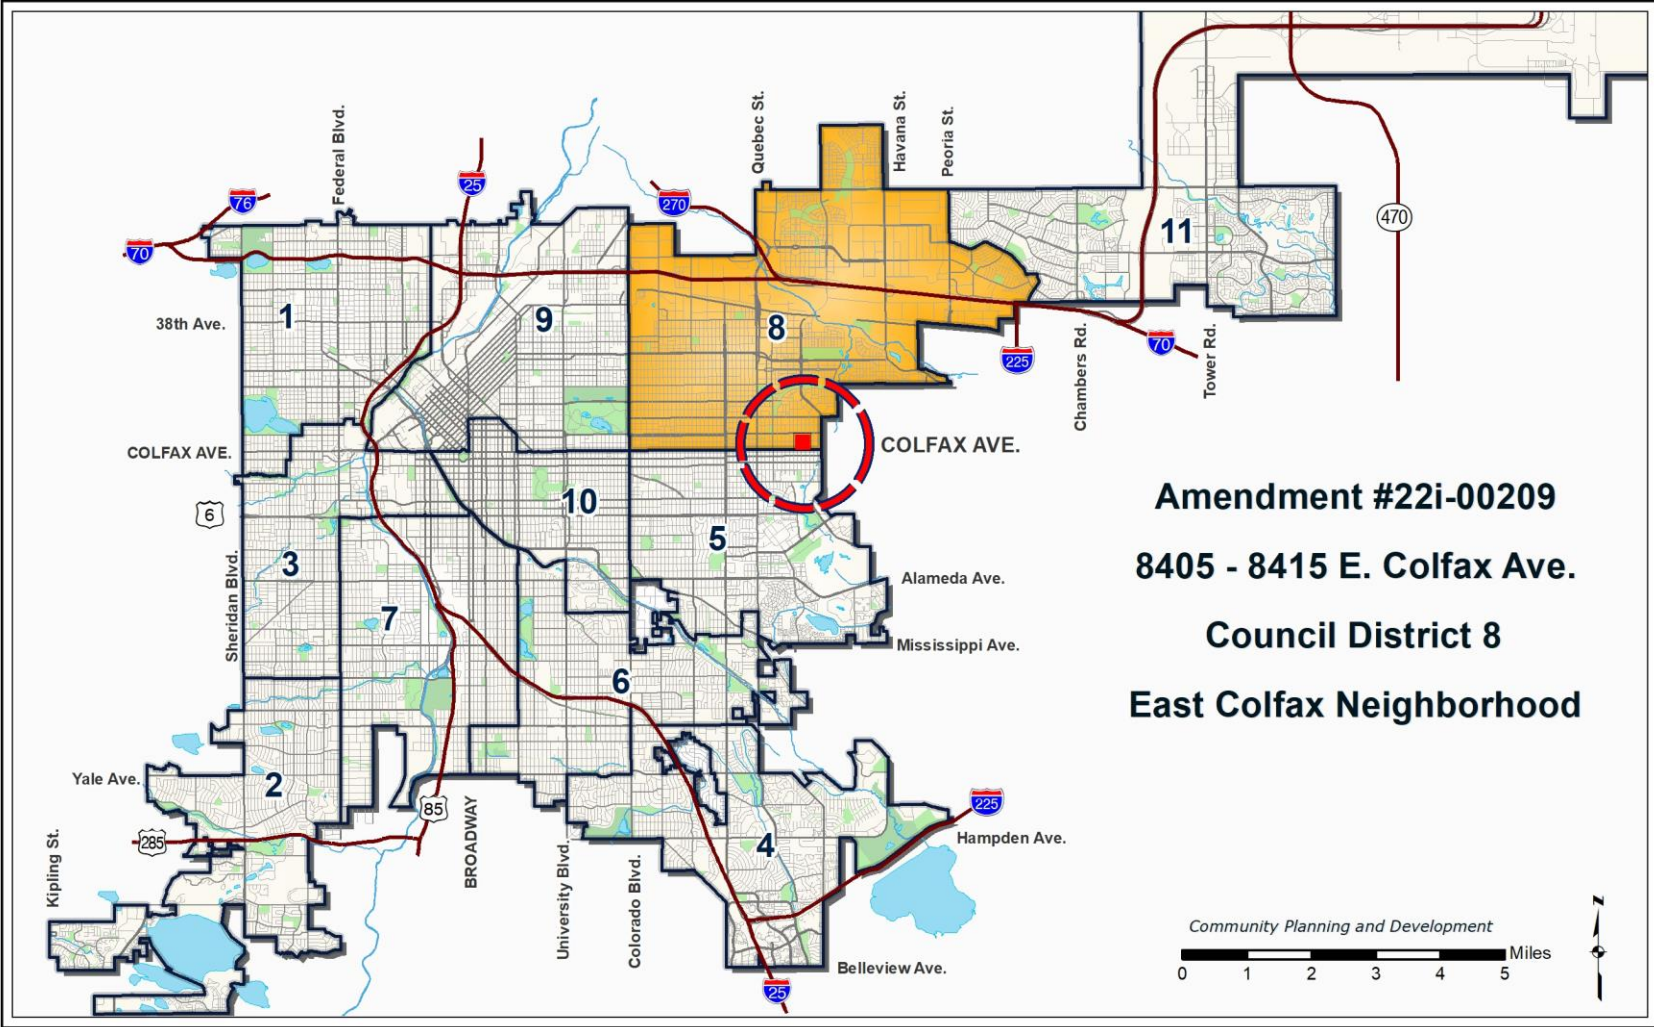 Federal Blvd.
Quebec St.
Havana St.
Peoria St.
76
25
270
70
470
11
1
9
8
38th Ave.
225
Chambers Rd.
70
Tower Rd.
COLFAX AVE.
COLFAX AVE.
6
10
5
3
Sheridan Blvd.
7
Alameda Ave.
Mississippi Ave.
6
Amendment #22i-00209
8405 - 8415 E. Colfax Ave.
Council District 8
East Colfax Neighborhood
Yale Ave.
2
85
285
BROADWAY
Kipling St.
University Blvd.
Colorado Blvd.
4
225
Hampden Ave.
Belleview Ave.
25
Community Planning and Development
Miles
0 1 2 3 4 5
N